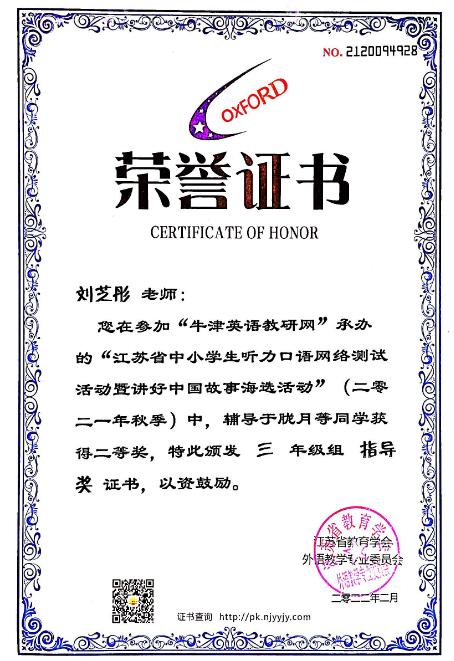 NO. 2120094928
OXFORD
荣誉证书
CERTIFICATE OF HONOR
刘芝彤 老师：
您在参加“牛津英语教研网”承办
的“江苏省中小学生听力口语网络测试
活动暨讲好中国故事海选活动”（二零
二一年秋季）中，辅导于胧月等同学获
得二等奖，特此颁发 三 年级组 指导
奖 证书，以资鼓励。
江苏省教育学会
外语教学专业委员会
二零二二年二月
证书查询 http://pk.njyyjy.com